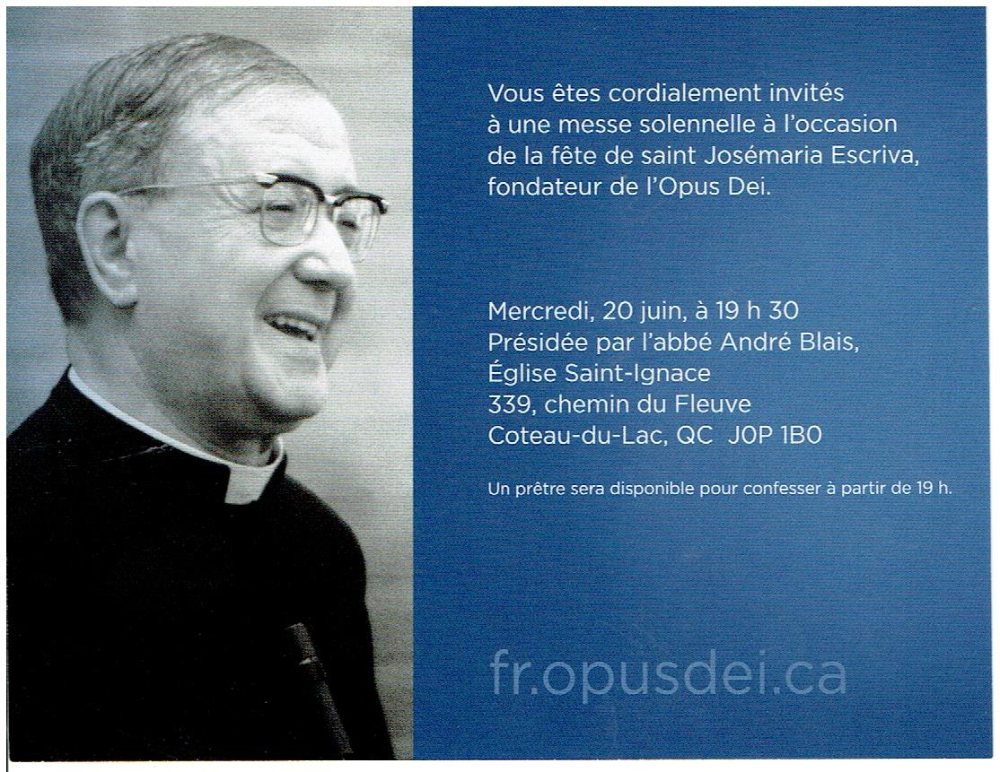 Vous êtes cordialement invités
à une messe solennelle à l'occasion
de la fête de saint Josémaria Escriva,
fondateur de l'Opus Dei.
Mercredi, 20 juin, à 19 h 30
Présidée par l'abbé André Blais,
Église Saint-Ignace
339, chemin du Fleuve
Coteau-du-Lac, QC  J0P 1B0
Un prêtre sera disponible pour confesser à partir de 19 h.
fr.opusdei.ca